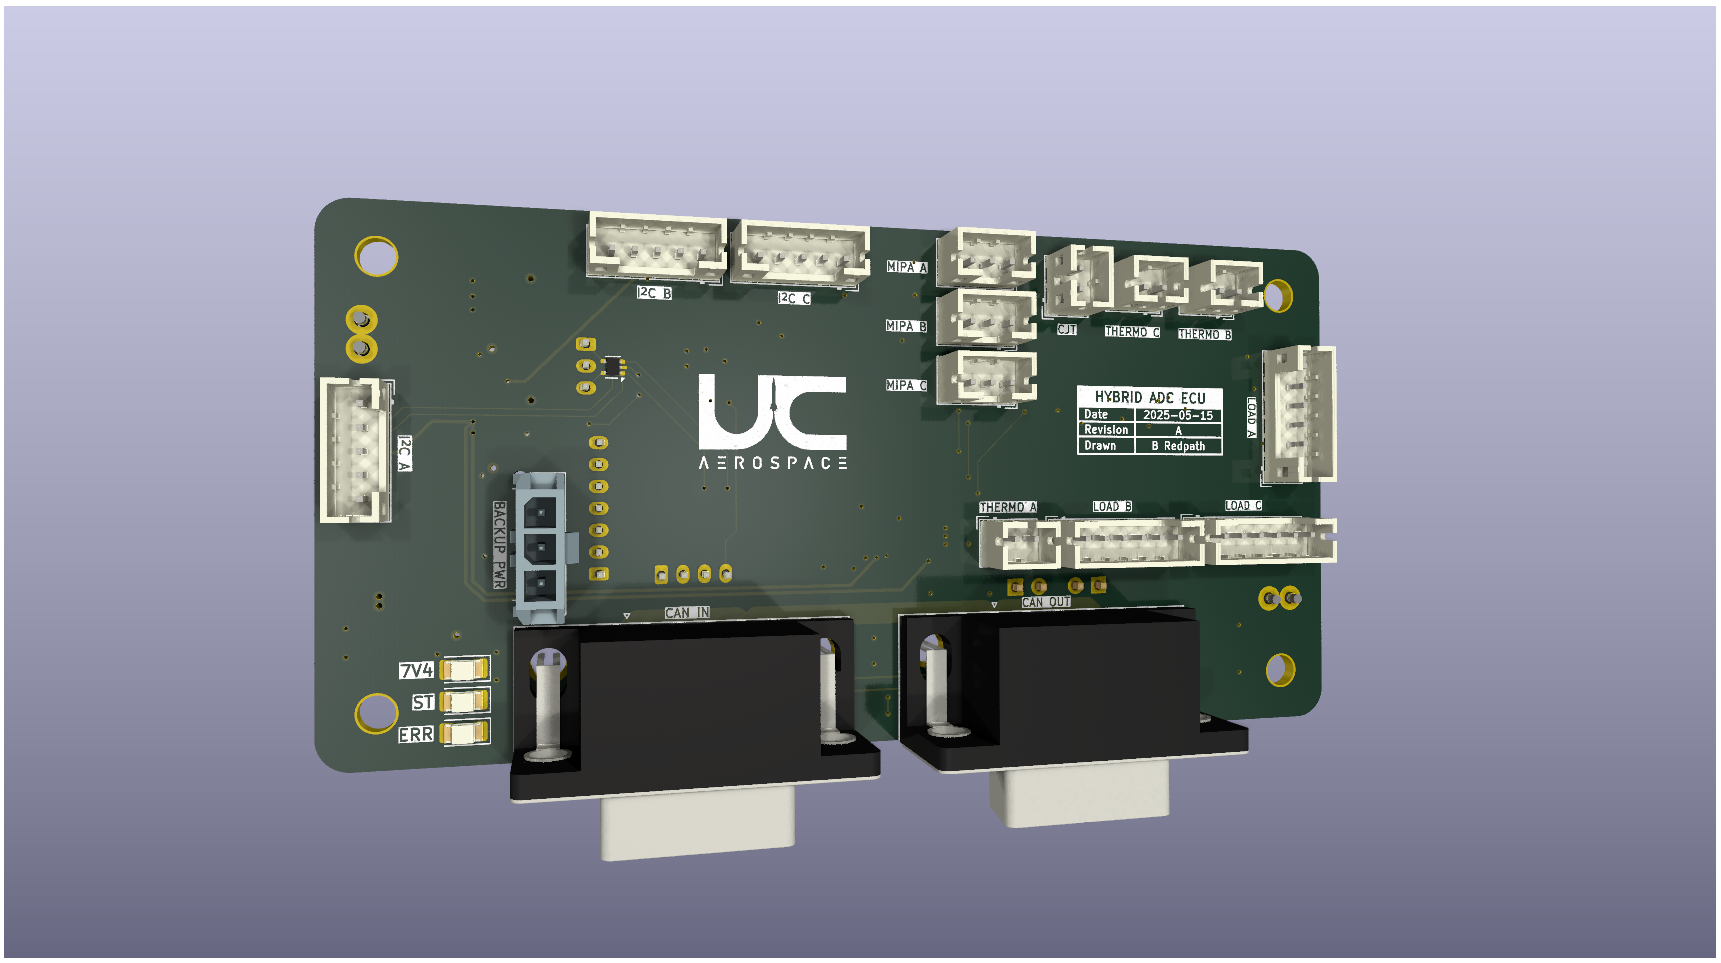 I²C B
I²C C
MIPA A
MIPA B
MIPA C
CJT
THERMO C
THERMO B
UC
AEROSPACE
HYBRID ADC ECU
Date 2025-05-15
Revision A
Drawn B Redpath
LOAD A
I²C A
BACKUP PWR
THERMO A
LOAD B
LOAD C
CAN IN
CAN OUT
7V4
ST
ERR